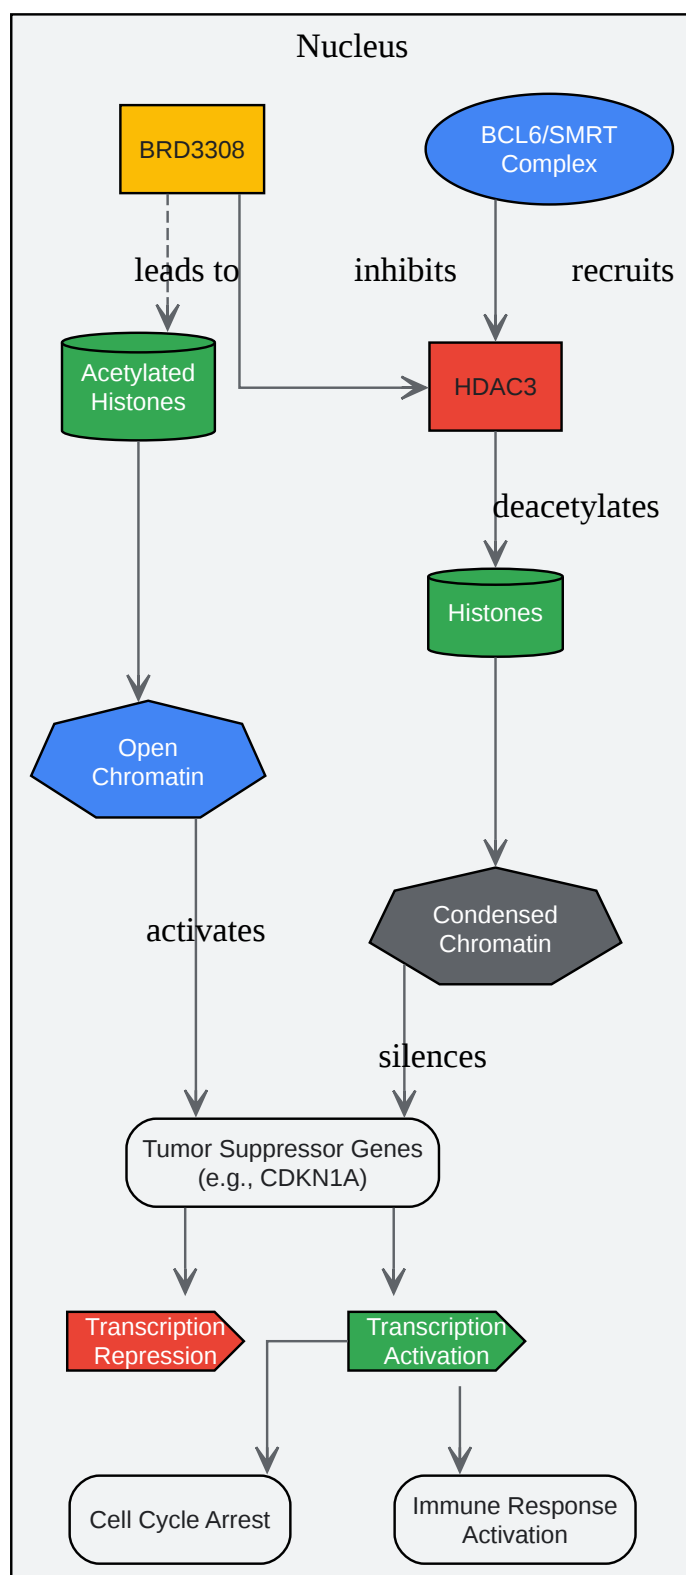 Nucleus
BRD3308
BCL6/SMRT
Complex
leads to
inhibits
recruits
Acetylated
Histones
HDAC3
deacetylates
Histones
Open
Chromatin
Condensed
Chromatin
activates
silences
Tumor Suppressor Genes
(e.g., CDKN1A)
Transcription
Repression
Transcription
Activation
Cell Cycle Arrest
Immune Response
Activation